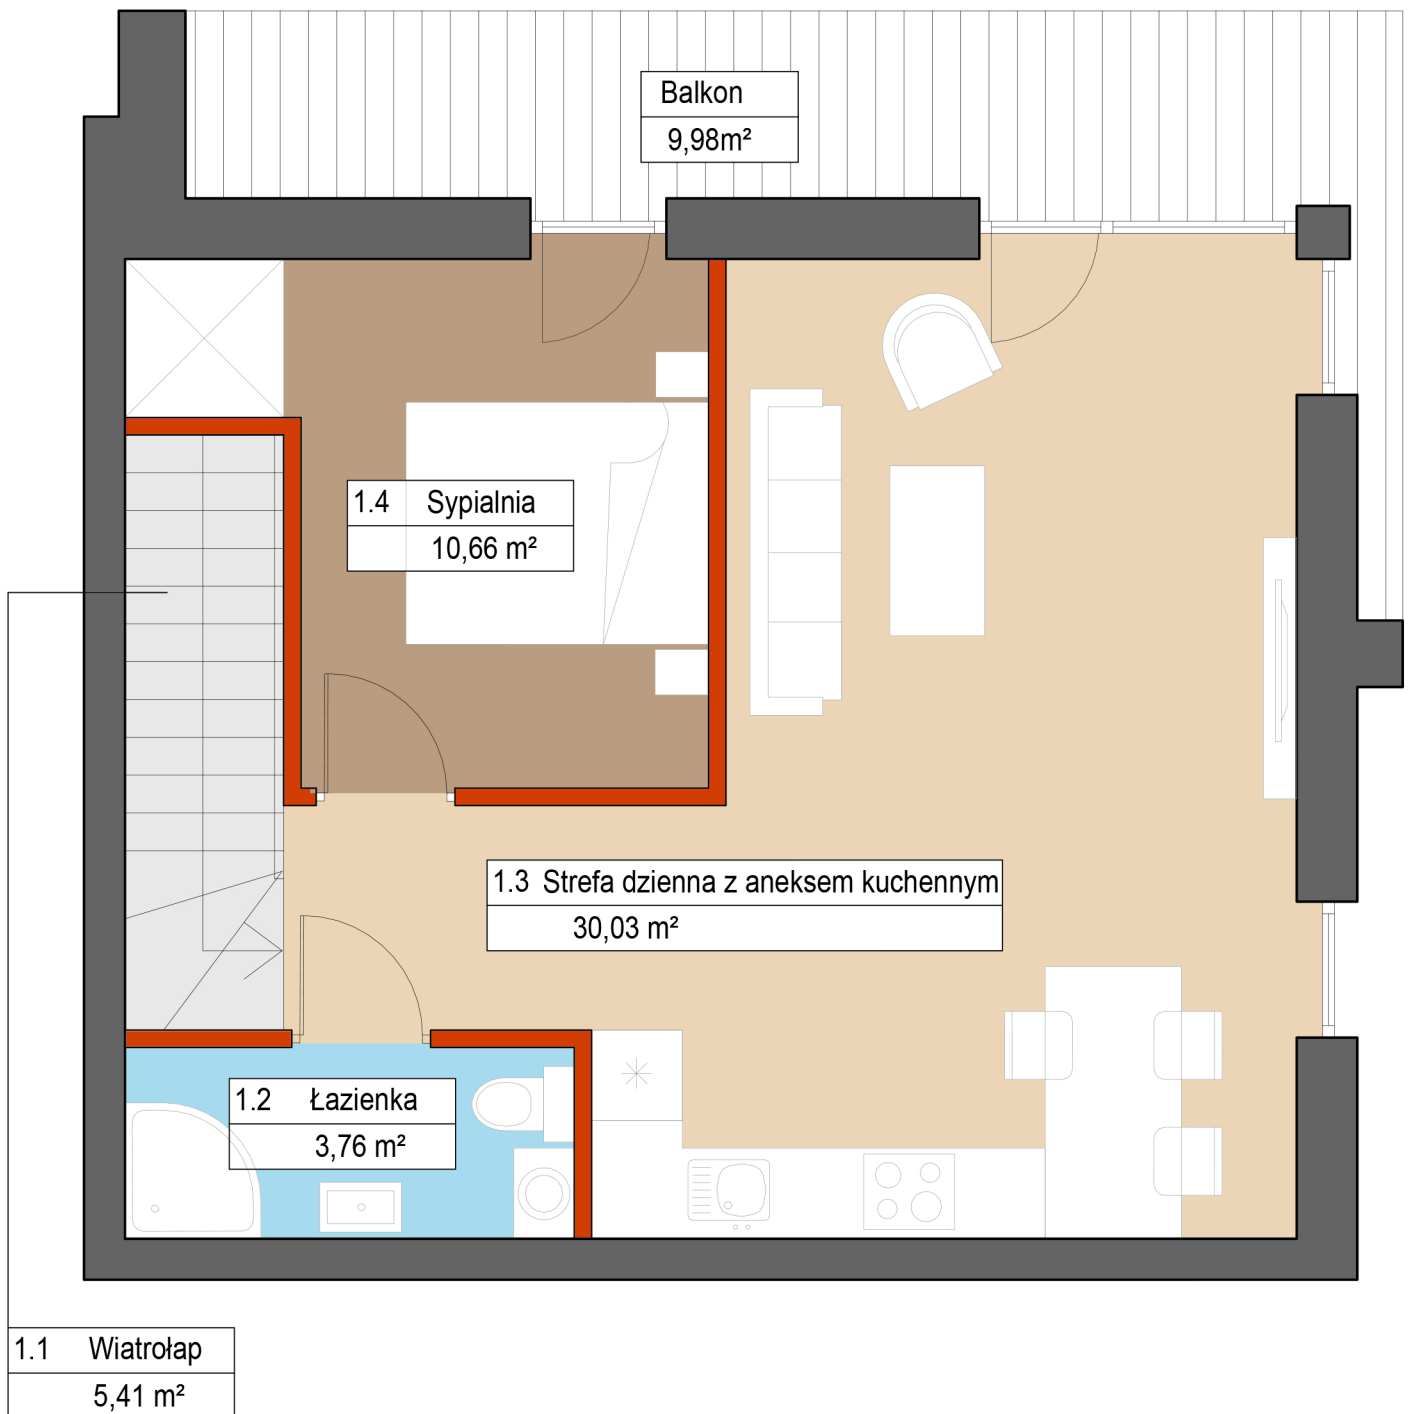 Balkon
9,98m²
1.4 Sypialnia
10,66 m²
1.3 Strefa dzienna z aneksem kuchennym
30,03 m²
1.2 Łazienka
3,76 m²
1.1 Wiatrołap
5,41 m²